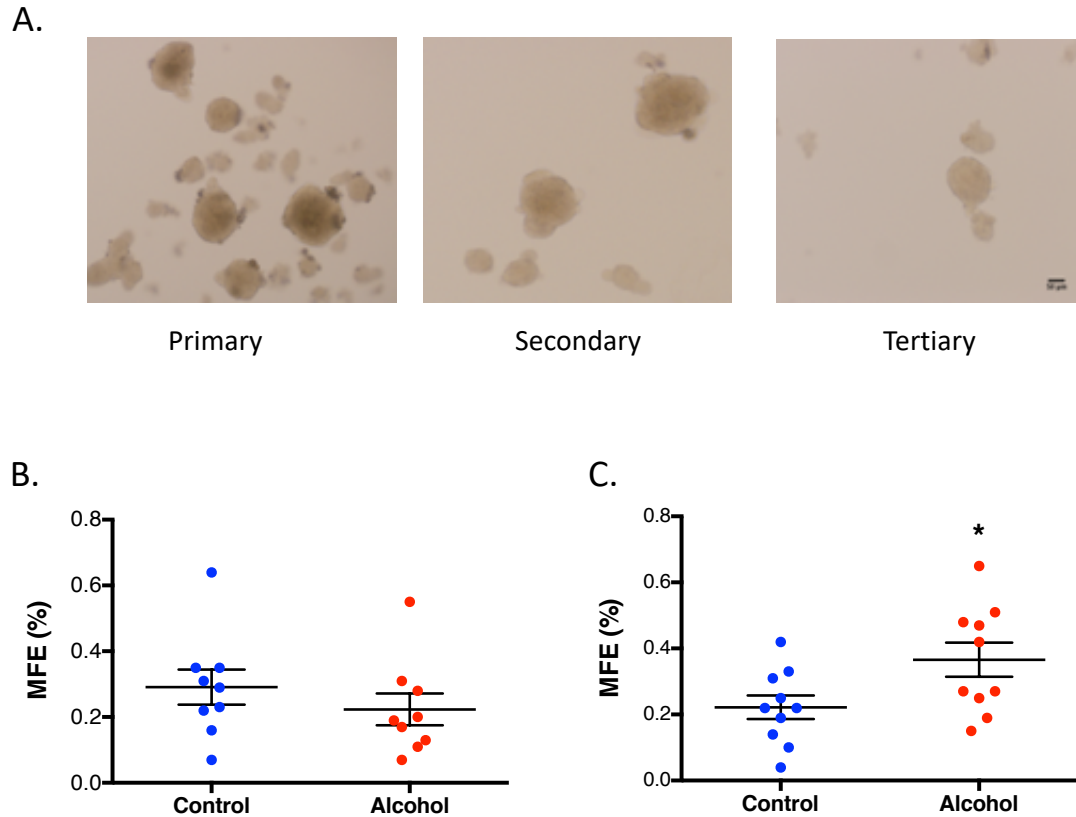 A.
Primary
Secondary
Tertiary
B.
C.
0.8
0.6
0.4
0.2
0.0
MFE (%)
Control
Alcohol
0.8
0.6
0.4
0.2
0.0
MFE (%)
*
Control
Alcohol